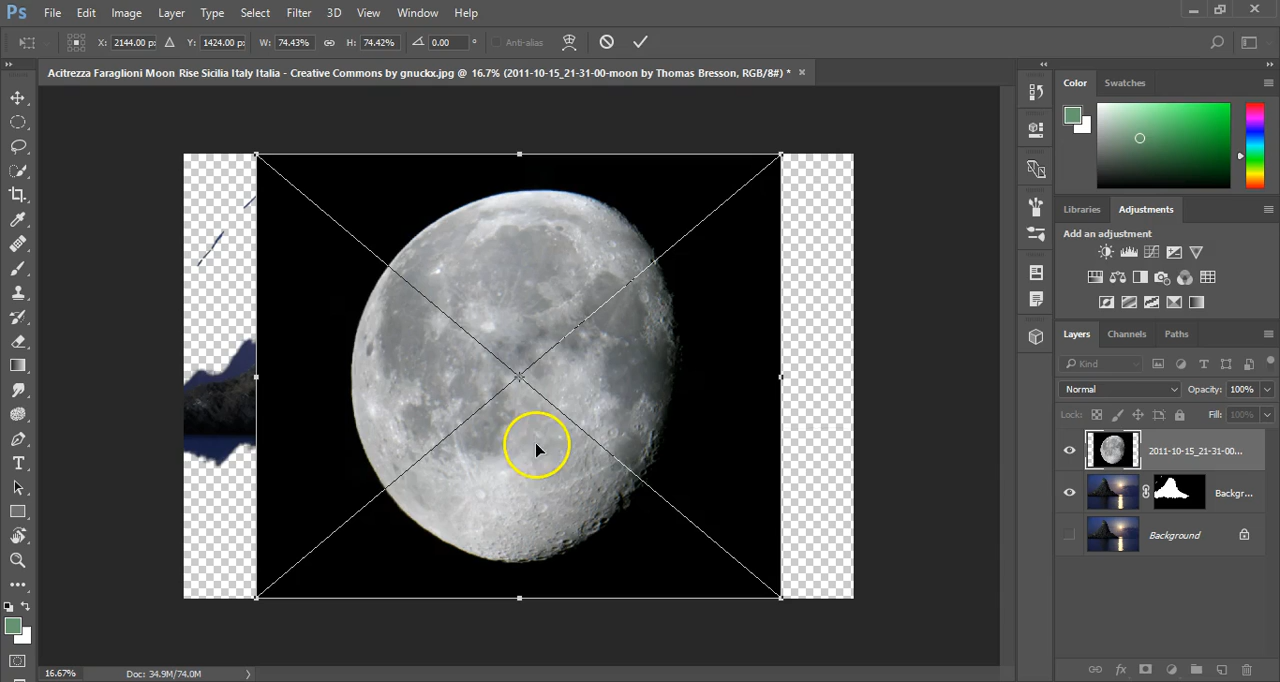 Ps File Edit Image Layer Type Select Filter 3D View Window Help
X: 2144.00 px Y: 1424.00 px W: 74.43% H: 74.42% 0.00 ° Anti-alias
Acitrezza Faraglioni Moon Rise Sicilia Italy Italia - Creative Commons by gnuckx.jpg @ 16.7% (2011-10-15_21-31-00-moon by Thomas Bresson, RGB/8#) *
Color Swatches
Libraries Adjustments
Add an adjustment
Layers Channels Paths
Kind
Normal Opacity: 100%
Lock: Fill: 100%
2011-10-15_21-31-00...
Backgr...
Background
16.67% Doc: 34.9M/74.0M